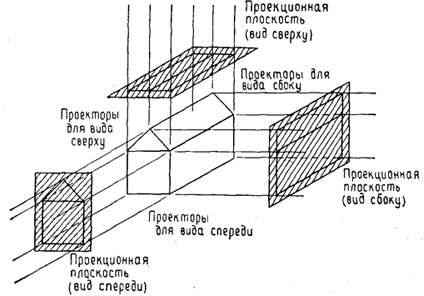 Проекционная
плоскость
(вид сверху)
Проекторы для
вида сбоку
Проекторы
для вида
сверху
Проекционная
плоскость
(вид сбоку)
Проекторы
для вида спереди
Проекционная
плоскость
(вид спереди)